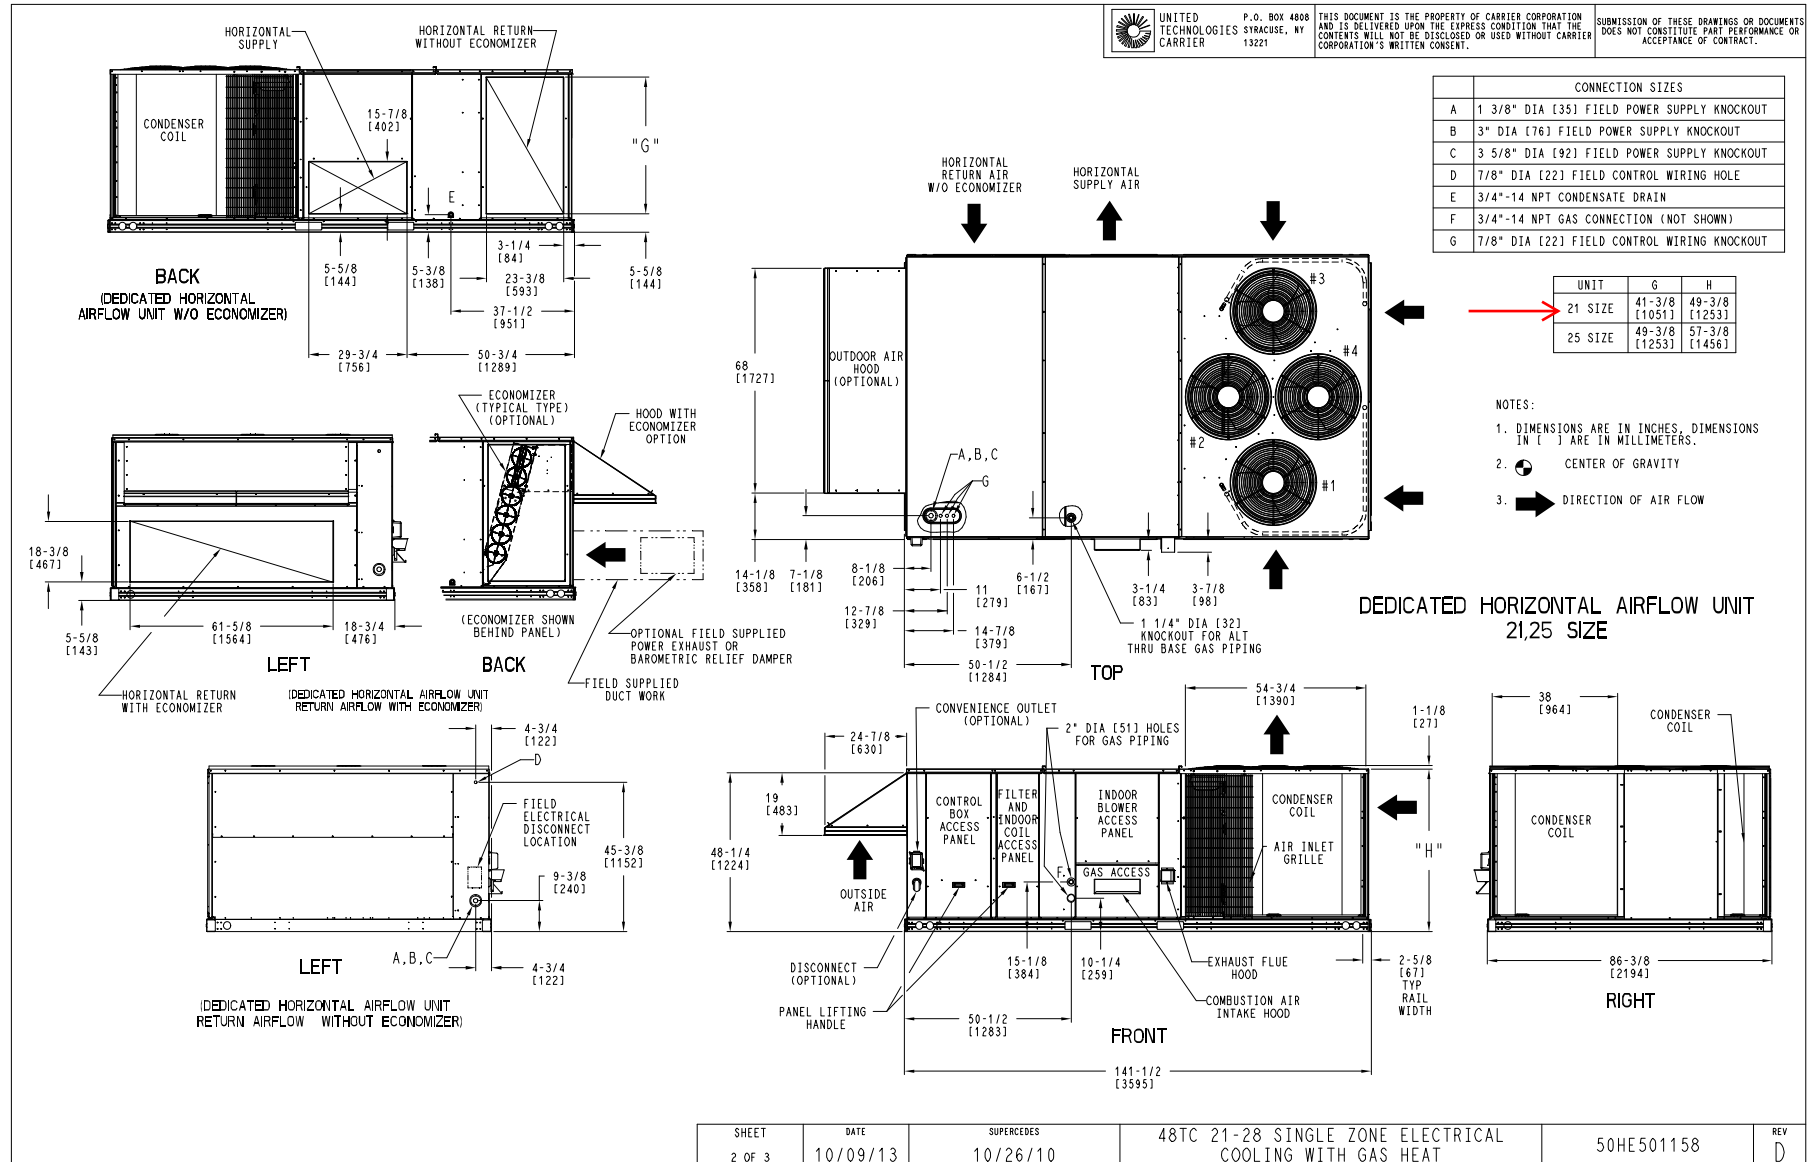 UNITED
TECHNOLOGIES
CARRIER
P.O. BOX 4808
SYRACUSE, NY
13221
THIS DOCUMENT IS THE PROPERTY OF CARRIER CORPORATION
AND IS DELIVERED UPON THE EXPRESS CONDITION THAT THE
CONTENTS WILL NOT BE DISCLOSED OR USED WITHOUT CARRIER
CORPORATION'S WRITTEN CONSENT.
SUBMISSION OF THESE DRAWINGS OR DOCUMENTS
DOES NOT CONSTITUTE PART PERFORMANCE OR
ACCEPTANCE OF CONTRACT.
CONNECTION SIZES
A 1 3/8" DIA [35] FIELD POWER SUPPLY KNOCKOUT
B 3" DIA [76] FIELD POWER SUPPLY KNOCKOUT
C 3 5/8" DIA [92] FIELD POWER SUPPLY KNOCKOUT
D 7/8" DIA [22] FIELD CONTROL WIRING HOLE
E 3/4"-14 NPT CONDENSATE DRAIN
F 3/4"-14 NPT GAS CONNECTION (NOT SHOWN)
G 7/8" DIA [22] FIELD CONTROL WIRING KNOCKOUT
UNIT G H
21 SIZE 41-3/8 49-3/8
[1051] [1253]
25 SIZE 49-3/8 57-3/8
[1253] [1456]
NOTES:
1. DIMENSIONS ARE IN INCHES, DIMENSIONS
IN [ ] ARE IN MILLIMETERS.
2. CENTER OF GRAVITY
3. DIRECTION OF AIR FLOW
DEDICATED HORIZONTAL AIRFLOW UNIT
21,25 SIZE
HORIZONTAL
SUPPLY
HORIZONTAL RETURN
WITHOUT ECONOMIZER
CONDENSER
COIL
15-7/8
[402]
"G"
E
3-1/4
[84]
5-5/8
[144]
5-3/8
[138]
23-3/8
[593]
5-5/8
[144]
37-1/2
[951]
29-3/4
[756]
50-3/4
[1289]
BACK
(DEDICATED HORIZONTAL
AIRFLOW UNIT W/O ECONOMIZER)
HORIZONTAL
RETURN AIR
W/O ECONOMIZER
HORIZONTAL
SUPPLY AIR
#3
#4
#2
#1
68
[1727]
OUTDOOR AIR
HOOD
(OPTIONAL)
A,B,C
G
14-1/8
[358]
7-1/8
[181]
8-1/8
[206]
11
[279]
12-7/8
[329]
14-7/8
[379]
6-1/2
[167]
3-1/4
[83]
3-7/8
[98]
1 1/4" DIA [32]
KNOCKOUT FOR ALT
THRU BASE GAS PIPING
50-1/2
[1284]
TOP
18-3/8
[467]
5-5/8
[143]
61-5/8
[1564]
18-3/4
[476]
LEFT
HORIZONTAL RETURN
WITH ECONOMIZER
(DEDICATED HORIZONTAL AIRFLOW UNIT
RETURN AIRFLOW WITH ECONOMIZER)
ECONOMIZER
(TYPICAL TYPE)
(OPTIONAL)
HOOD WITH
ECONOMIZER
OPTION
(ECONOMIZER SHOWN
BEHIND PANEL)
BACK
OPTIONAL FIELD SUPPLIED
POWER EXHAUST OR
BAROMETRIC RELIEF DAMPER
FIELD SUPPLIED
DUCT WORK
4-3/4
[122]
D
FIELD
ELECTRICAL
DISCONNECT
LOCATION
45-3/8
[1152]
9-3/8
[240]
A,B,C
4-3/4
[122]
LEFT
(DEDICATED HORIZONTAL AIRFLOW UNIT
RETURN AIRFLOW WITHOUT ECONOMIZER)
CONVENIENCE OUTLET
(OPTIONAL)
2" DIA [51] HOLES
FOR GAS PIPING
54-3/4
[1390]
1-1/8
[27]
24-7/8
[630]
19
[483]
48-1/4
[1224]
OUTSIDE
AIR
CONTROL
BOX
ACCESS
PANEL
FILTER
AND
INDOOR
COIL
ACCESS
PANEL
INDOOR
BLOWER
ACCESS
PANEL
F
GAS ACCESS
CONDENSER
COIL
AIR INLET
GRILLE
"H"
DISCONNECT
(OPTIONAL)
PANEL LIFTING
HANDLE
15-1/8
[384]
10-1/4
[259]
EXHAUST FLUE
HOOD
COMBUSTION AIR
INTAKE HOOD
50-1/2
[1283]
2-5/8
[67]
TYP
RAIL
WIDTH
FRONT
141-1/2
[3595]
38
[964]
CONDENSER
COIL
CONDENSER
COIL
86-3/8
[2194]
RIGHT
SHEET
2 OF 3
DATE
10/09/13
SUPERCEDES
10/26/10
48TC 21-28 SINGLE ZONE ELECTRICAL
COOLING WITH GAS HEAT
50HE501158
REV
D